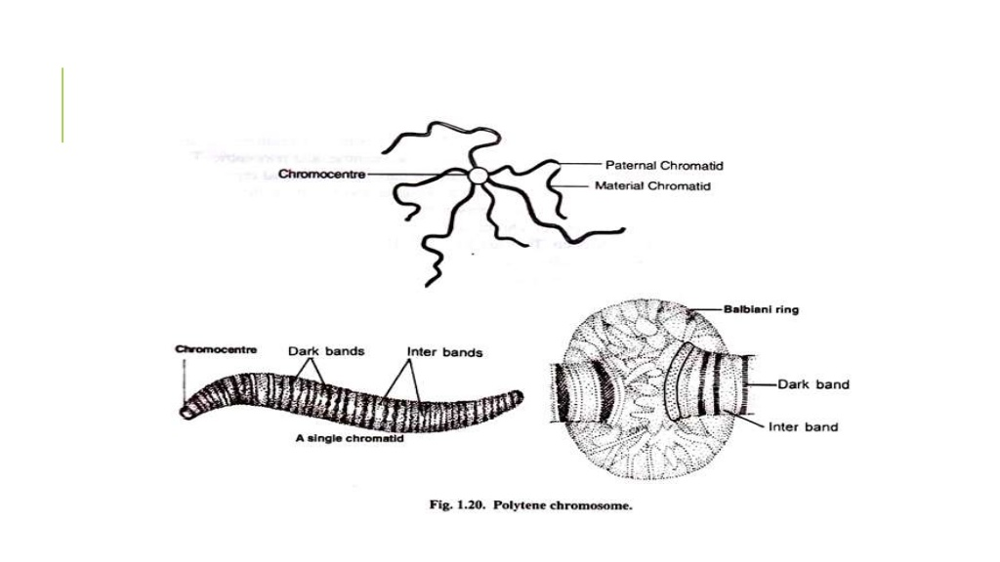 Paternal Chromatid
Chromocentre
Material Chromatid
Balbiani ring
Chromocentre
Dark bands
Inter bands
Dark band
Inter band
A single chromatid
Fig. 1.20. Polytene chromosome.